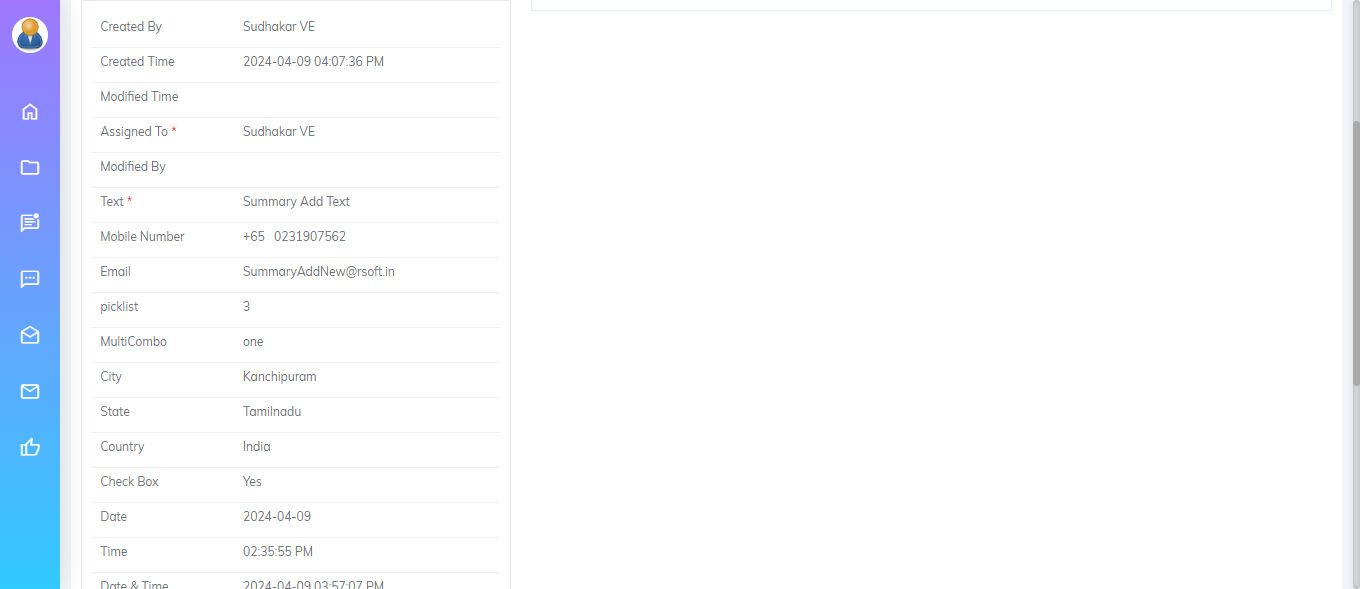 Created By Sudhakar VE
Created Time 2024-04-09 04:07:36 PM
Modified Time
Assigned To * Sudhakar VE
Modified By
Text * Summary Add Text
Mobile Number +65 0231907562
Email SummaryAddNew@rsoft.in
picklist 3
MultiCombo one
City Kanchipuram
State Tamilnadu
Country India
Check Box Yes
Date 2024-04-09
Time 02:35:55 PM
Date & Time 2024-04-09 03:57:07 PM